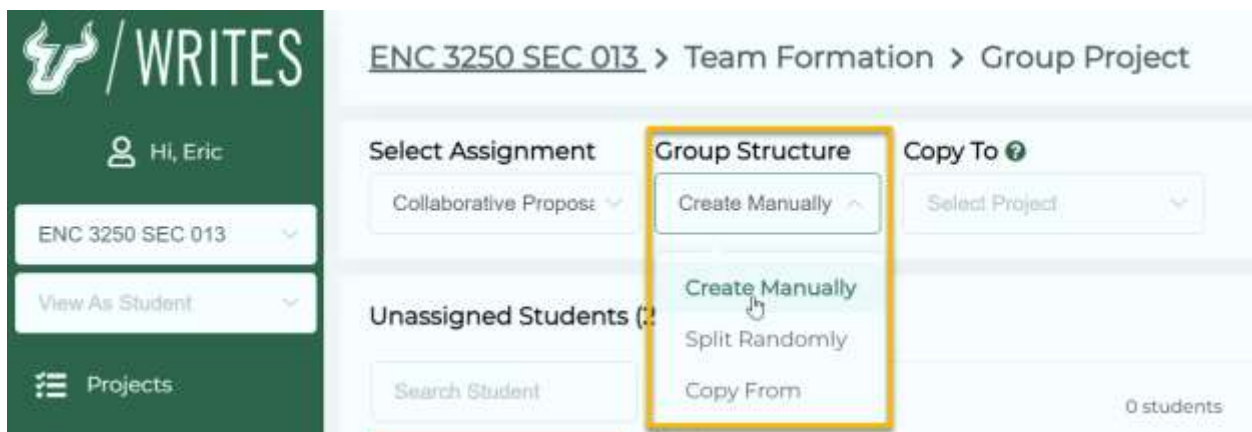 /WRITES
ENC 3250 SEC 013 > Team Formation > Group Project
Hi, Eric
Select Assignment
Group Structure
Copy To
Collaborative Proposa
Create Manually
Select Project
ENC 3250 SEC 013
View As Student
Create Manually
Unassigned Students (2
Split Randomly
Projects
Search Student
Copy From
0 students